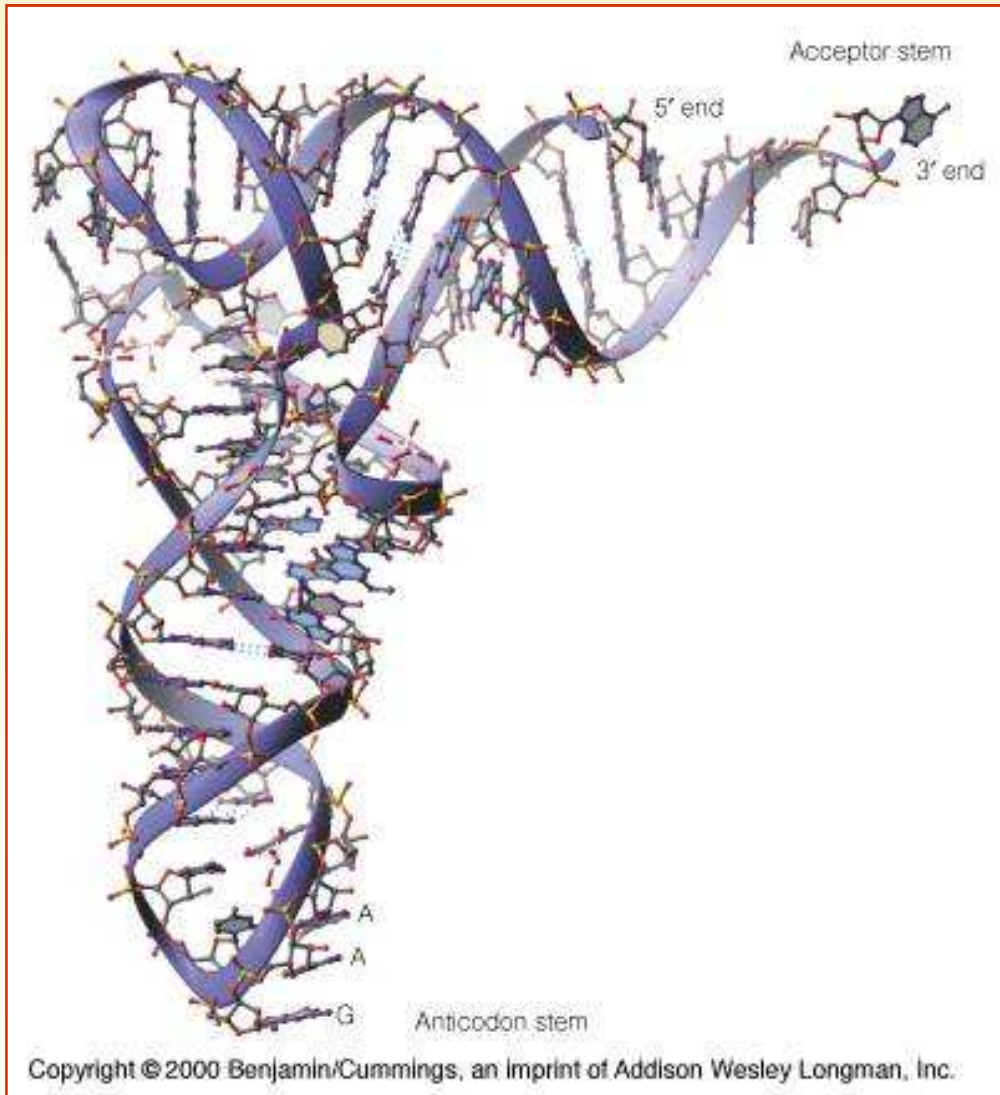 Acceptor stem
5′ end
3′ end
A
A
G
Anticodon stem
Copyright © 2000 Benjamin/Cummings, an imprint of Addison Wesley Longman, Inc.